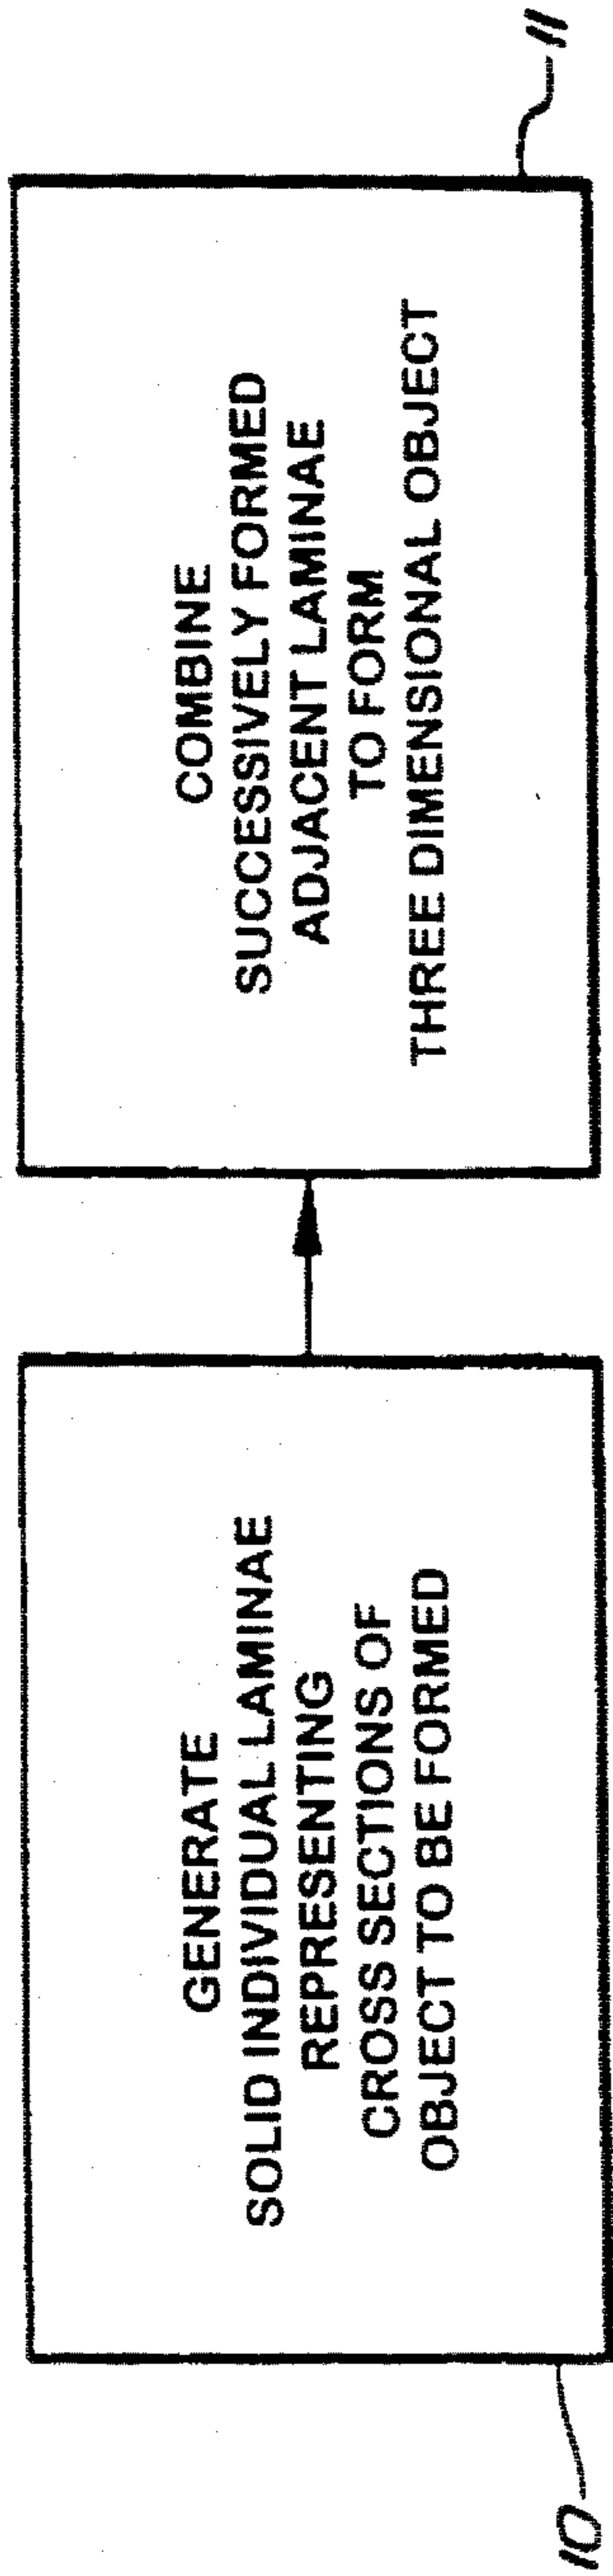 GENERATE
SOLID INDIVIDUAL LAMINAE
REPRESENTING
CROSS SECTIONS OF
OBJECT TO BE FORMED
10
COMBINE
SUCCESSIVELY FORMED
ADJACENT LAMINAE
TO FORM
THREE DIMENSIONAL OBJECT
11